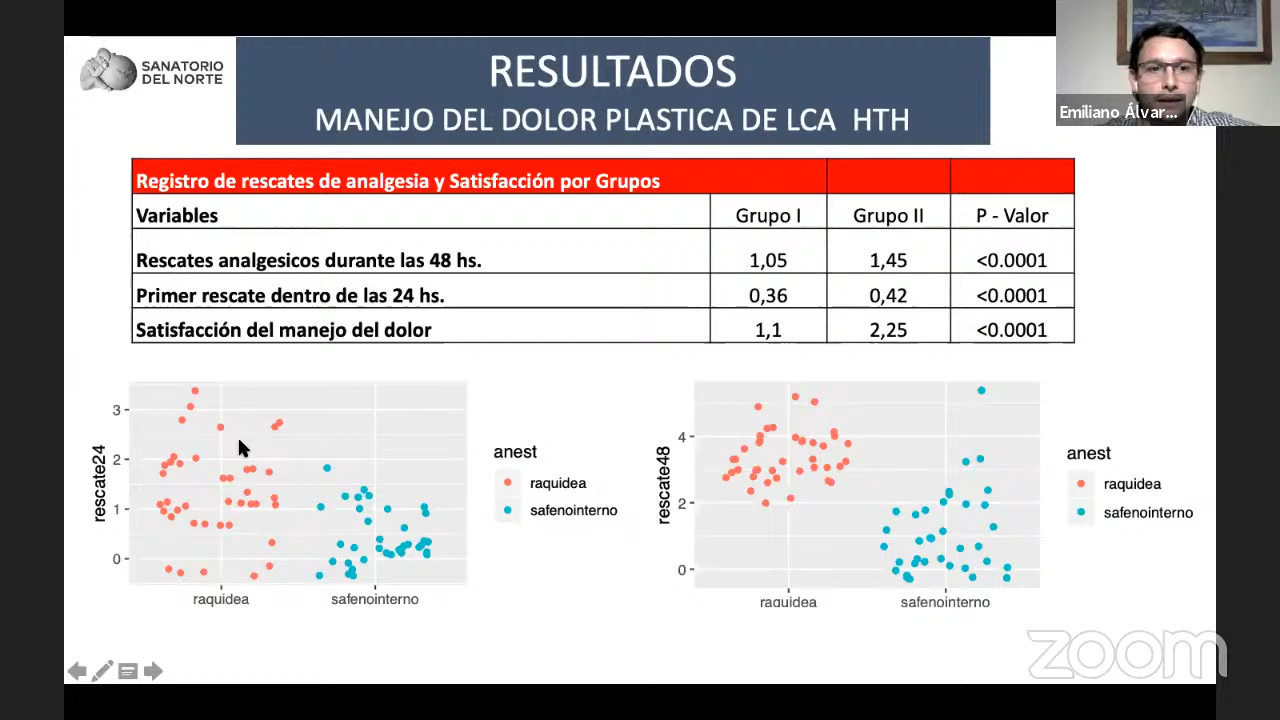 SANATORIO
DEL NORTE
RESULTADOS
MANEJO DEL DOLOR PLASTICA DE LCA HTH
Emiliano Álvar...
Registro de rescates de analgesia y Satisfacción por Grupos
Variables Grupo I Grupo II P - Valor
Rescates analgesicos durante las 48 hs. 1,05 1,45 <0.0001
Primer rescate dentro de las 24 hs. 0,36 0,42 <0.0001
Satisfacción del manejo del dolor 1,1 2,25 <0.0001
rescate24
3
2
1
0
raquidea safenointerno
anest
raquidea
safenointerno
rescate48
4
2
0
raquidea safenointerno
anest
raquidea
safenointerno
zoom